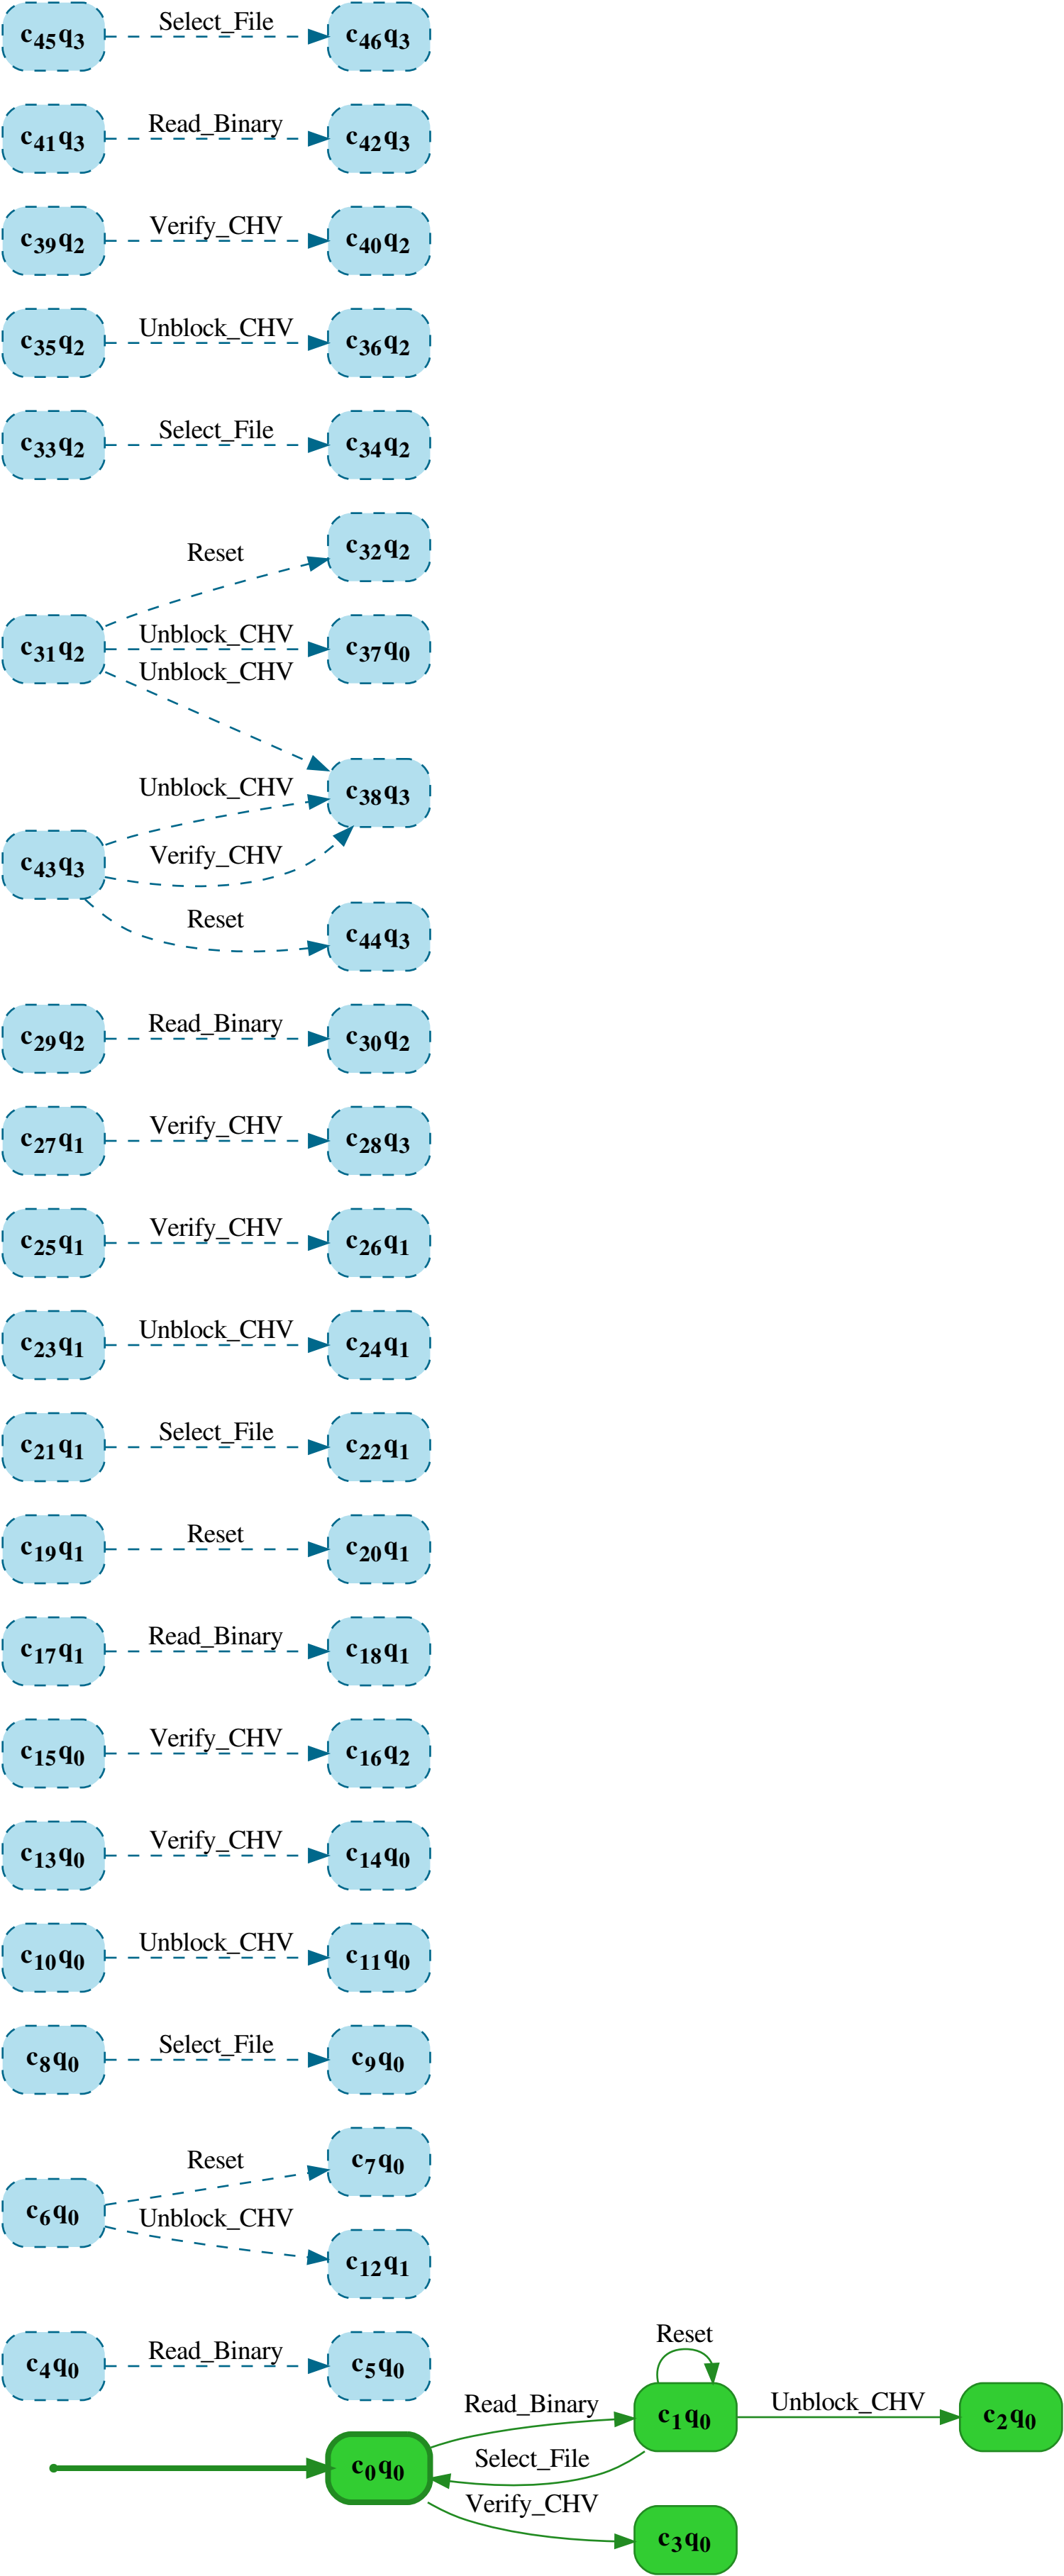 c45q3 Select_File c46q3
c41q3 Read_Binary c42q3
c39q2 Verify_CHV c40q2
c35q2 Unblock_CHV c36q2
c33q2 Select_File c34q2
Reset c32q2
c31q2 Unblock_CHV c37q0
Unblock_CHV
Unblock_CHV c38q3
c43q3 Verify_CHV
Reset c44q3
c29q2 Read_Binary c30q2
c27q1 Verify_CHV c28q3
c25q1 Verify_CHV c26q1
c23q1 Unblock_CHV c24q1
c21q1 Select_File c22q1
c19q1 Reset c20q1
c17q1 Read_Binary c18q1
c15q0 Verify_CHV c16q2
c13q0 Verify_CHV c14q0
c10q0 Unblock_CHV c11q0
c8q0 Select_File c9q0
Reset c7q0
c6q0 Unblock_CHV
c12q1
Reset
c4q0 Read_Binary c5q0
Read_Binary c1q0 Unblock_CHV c2q0
c0q0 Select_File
Verify_CHV
c3q0